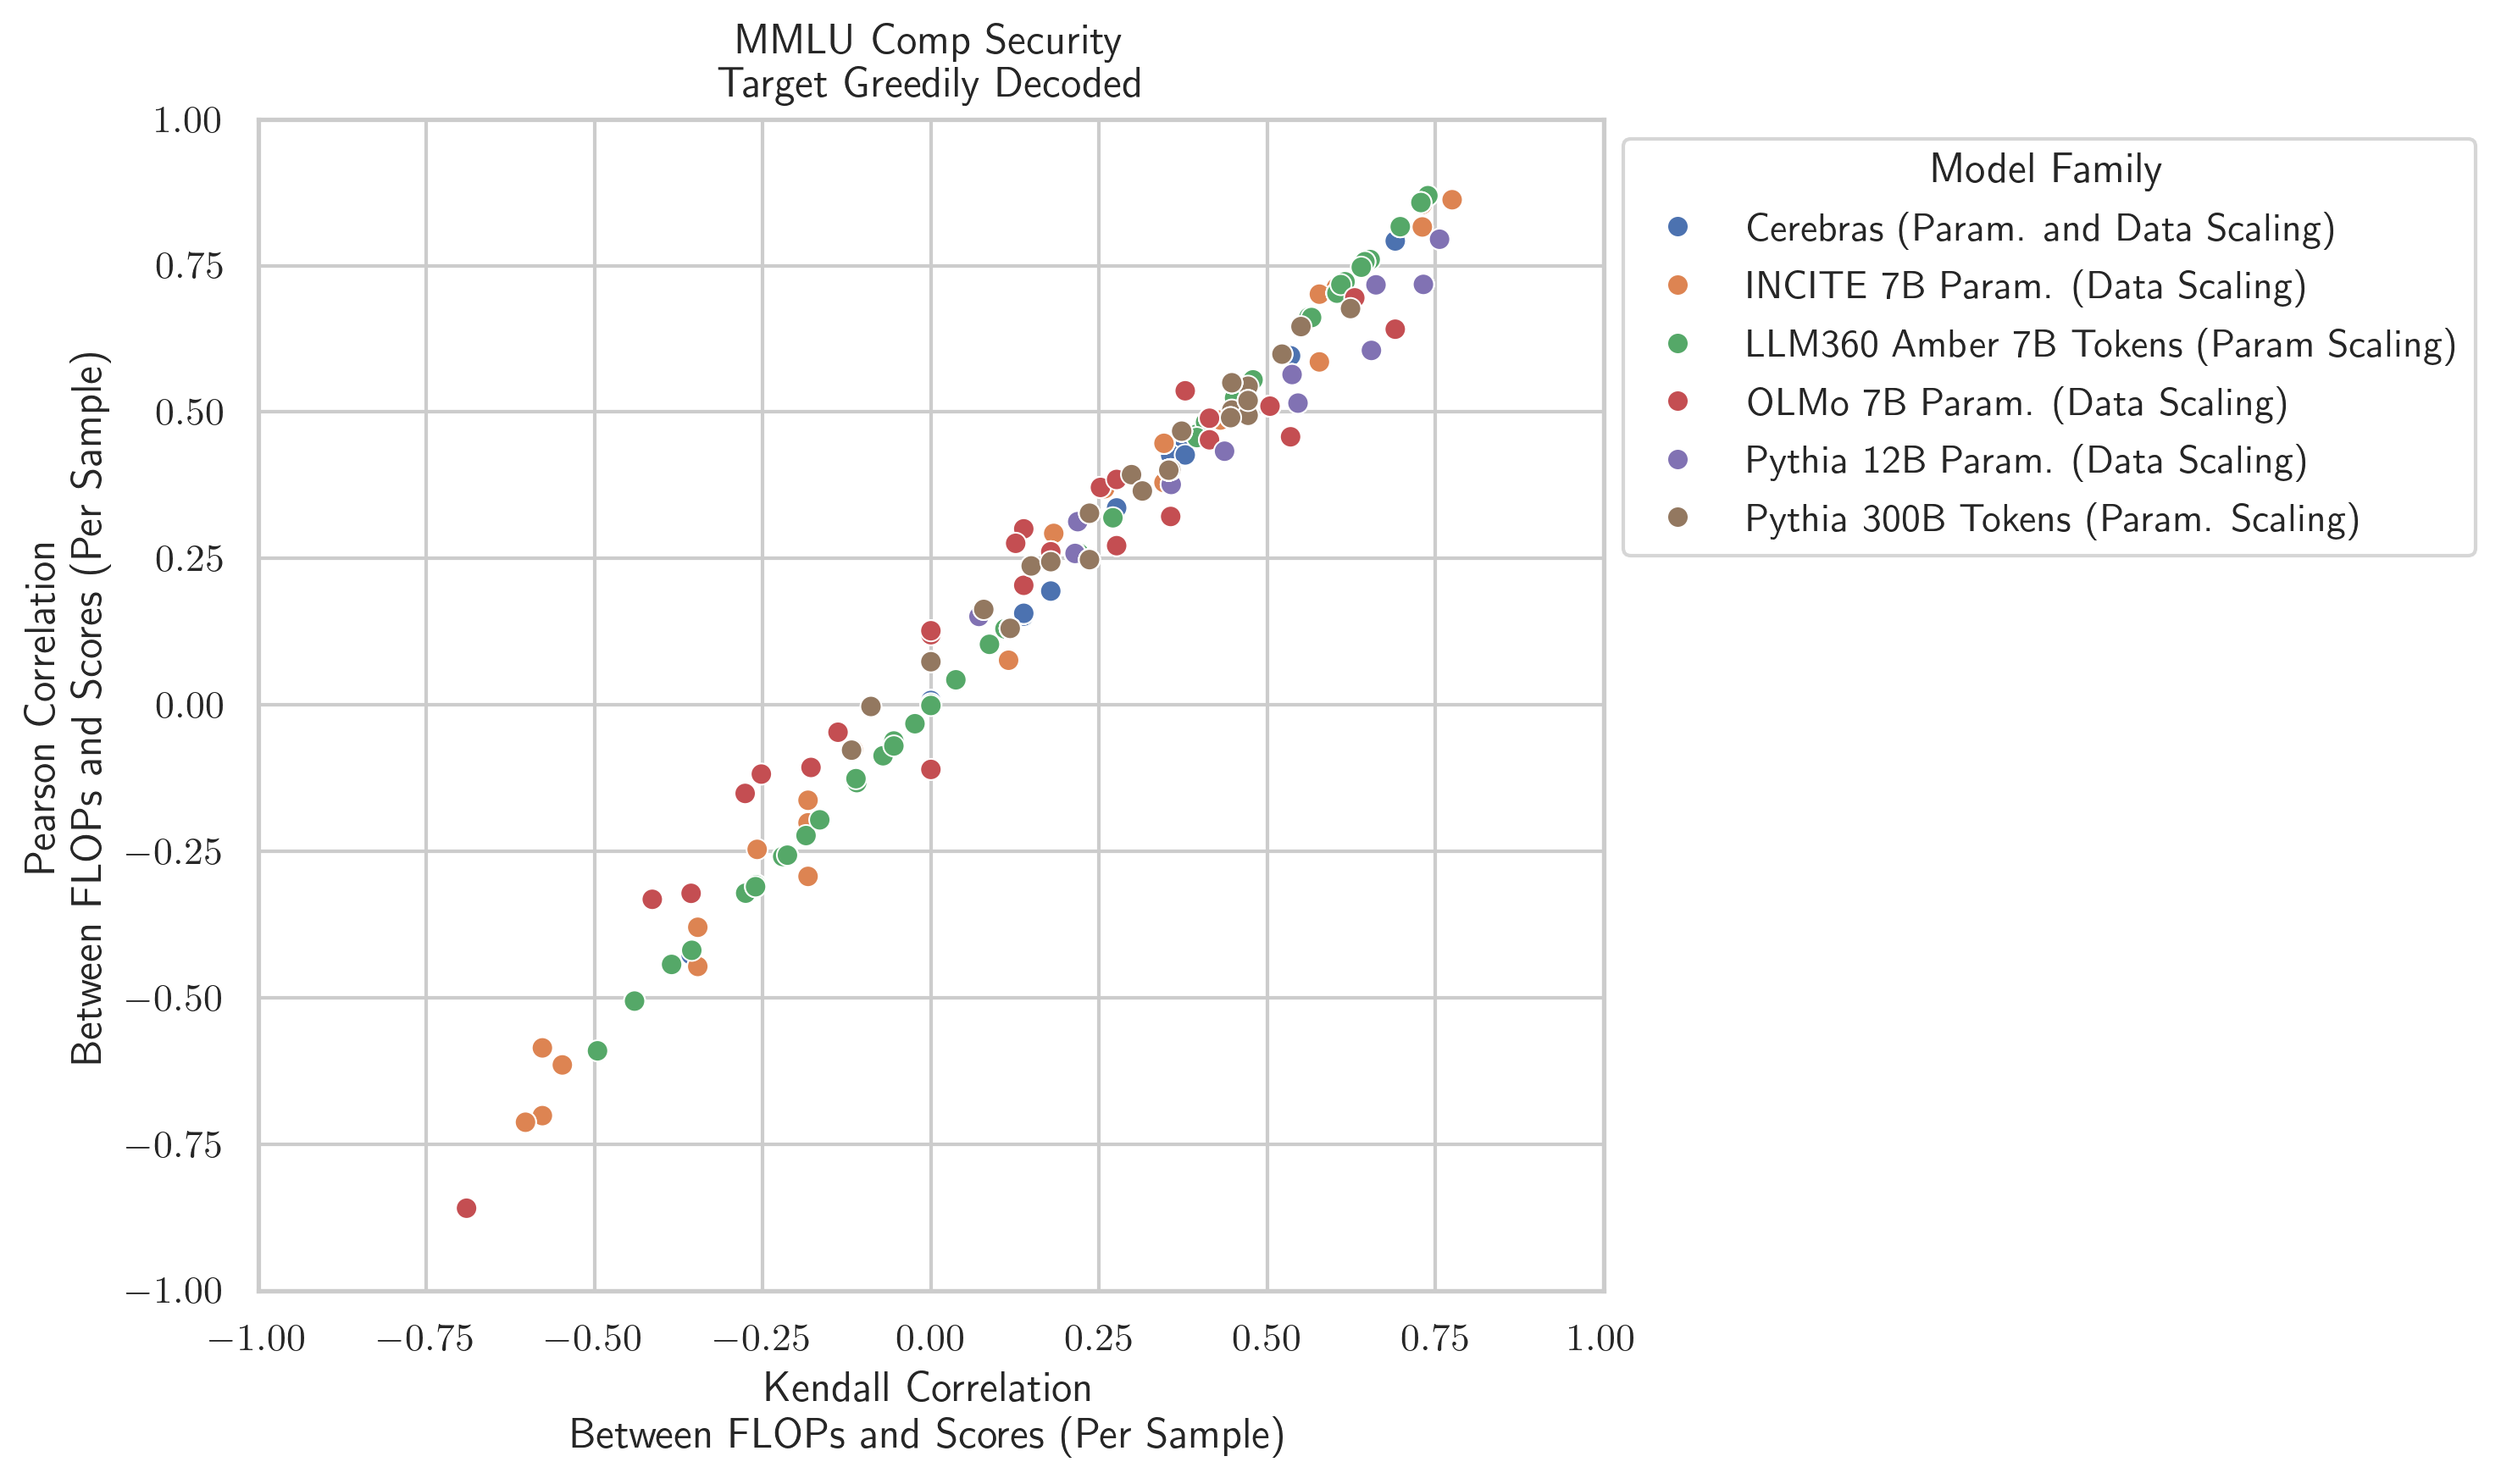 MMLU Comp Security
Target Greedily Decoded
Pearson Correlation
Between FLOPs and Scores (Per Sample)
1.00
0.75
0.50
0.25
0.00
−0.25
−0.50
−0.75
−1.00
−1.00 −0.75 −0.50 −0.25 0.00 0.25 0.50 0.75 1.00
Kendall Correlation
Between FLOPs and Scores (Per Sample)
Model Family
Cerebras (Param. and Data Scaling)
INCITE 7B Param. (Data Scaling)
LLM360 Amber 7B Tokens (Param Scaling)
OLMo 7B Param. (Data Scaling)
Pythia 12B Param. (Data Scaling)
Pythia 300B Tokens (Param. Scaling)